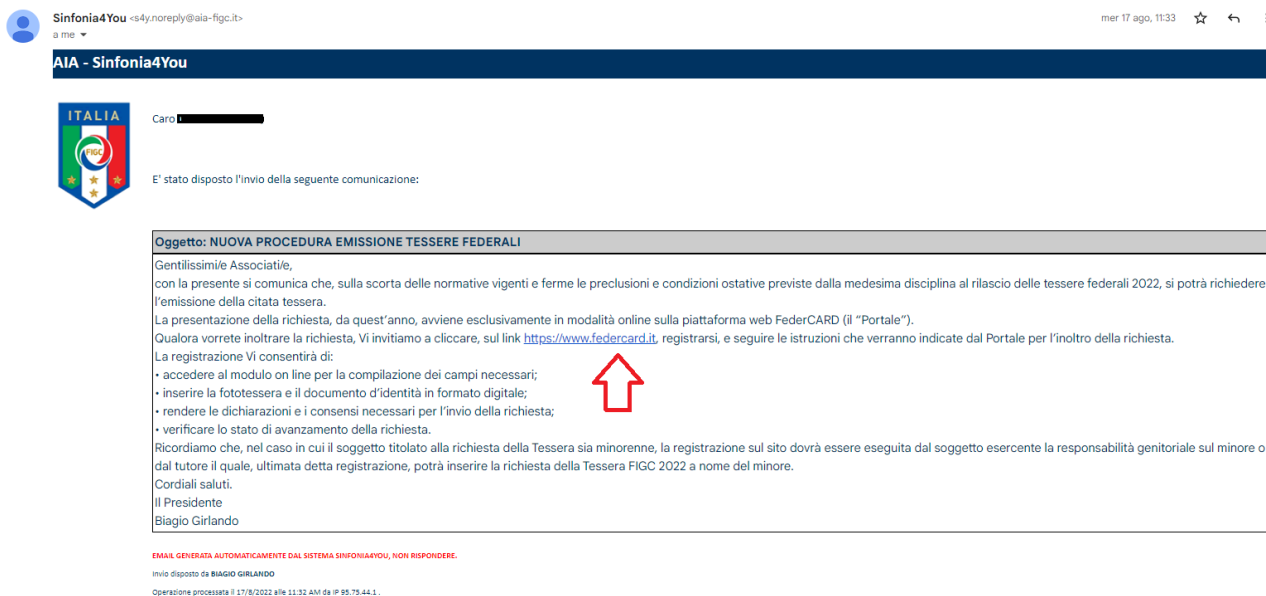 Sinfonia4You <s4y.noreply@aia-figc.it>
mer 17 ago, 11:33
a me
AIA - Sinfonia4You
ITALIA
FIGC
Caro
E' stato disposto l'invio della seguente comunicazione:
Oggetto: NUOVA PROCEDURA EMISSIONE TESSERE FEDERALI
Gentilissimi/e Associati/e,
con la presente si comunica che, sulla scorta delle normative vigenti e ferme le preclusioni e condizioni ostative previste dalla medesima disciplina al rilascio delle tessere federali 2022, si potrà richiedere
l'emissione della citata tessera.
La presentazione della richiesta, da quest'anno, avviene esclusivamente in modalità online sulla piattaforma web FederCARD (il “Portale”).
Qualora vorrete inoltrare la richiesta, Vi invitiamo a cliccare, sul link https://www.federcard.it, registrarsi, e seguire le istruzioni che verranno indicate dal Portale per l'inoltro della richiesta.
La registrazione Vi consentirà di:
• accedere al modulo on line per la compilazione dei campi necessari;
• inserire la fototessera e il documento d'identità in formato digitale;
• rendere le dichiarazioni e i consensi necessari per l'invio della richiesta;
• verificare lo stato di avanzamento della richiesta.
Ricordiamo che, nel caso in cui il soggetto titolato alla richiesta della Tessera sia minorenne, la registrazione sul sito dovrà essere eseguita dal soggetto esercente la responsabilità genitoriale sul minore o
dal tutore il quale, ultimata detta registrazione, potrà inserire la richiesta della Tessera FIGC 2022 a nome del minore.
Cordiali saluti.
Il Presidente
Biagio Girlando
EMAIL GENERATA AUTOMATICAMENTE DAL SISTEMA SINFONIA4YOU, NON RISPONDERE.
Invio disposto da BIAGIO GIRLANDO
Operazione processata il 17/8/2022 alle 11:32 AM da IP 95.75.44.1 .